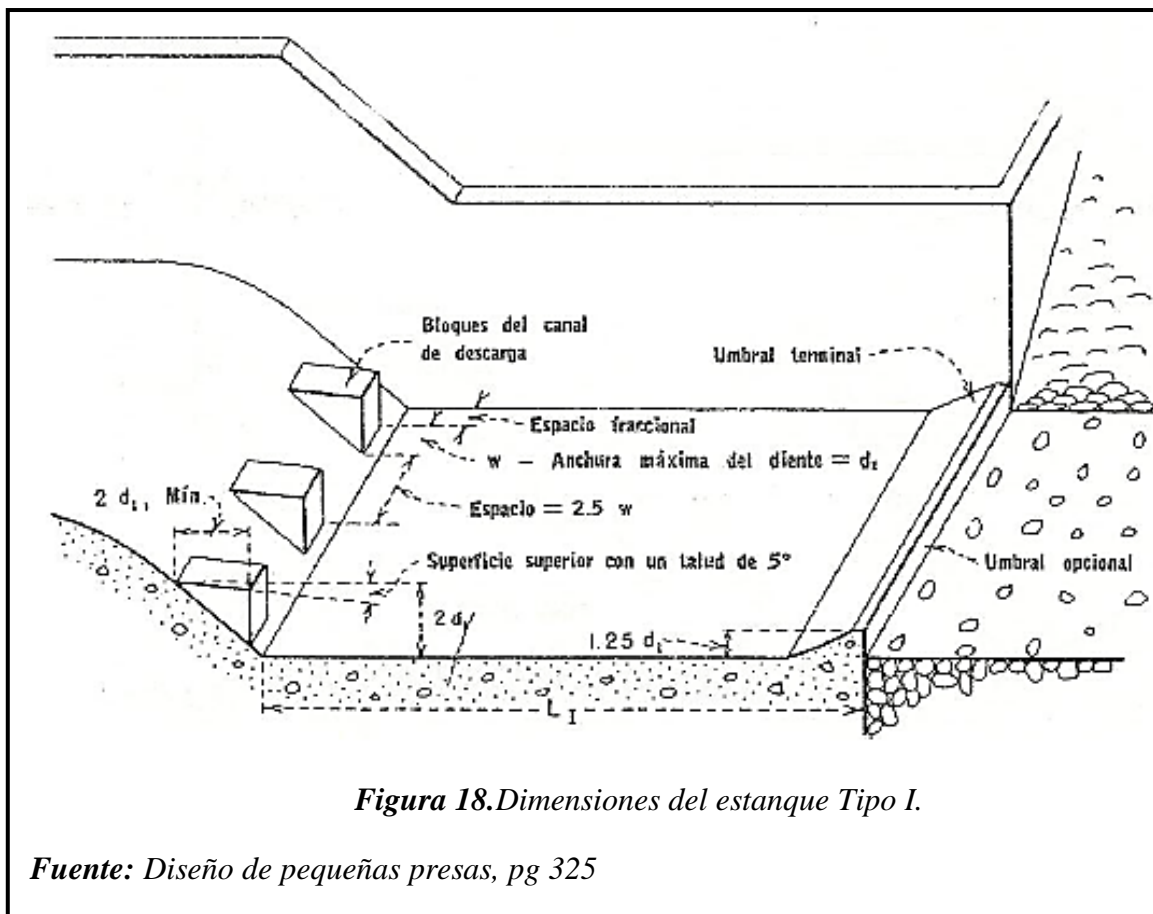 Bloques del canal
de descarga
Umbral terminal
Espacio fraccional
w – Anchura máxima del diente = d₁
2 d₁, Mín.
Espacio = 2.5 w
Superficie superior con un talud de 5°
Umbral opcional
2 d
1.25 d₁
L I
Figura 18.Dimensiones del estanque Tipo I.
Fuente: Diseño de pequeñas presas, pg 325